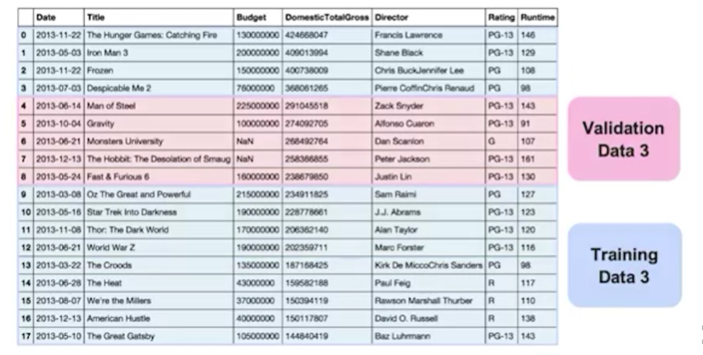 Date Title Budget DomesticTotalGross Director Rating Runtime
0 2013-11-22 The Hunger Games: Catching Fire 130000000 424668047 Francis Lawrence PG-13 146
1 2013-05-03 Iron Man 3 200000000 409013994 Shane Black PG-13 129
2 2013-11-22 Frozen 150000000 400738009 Chris BuckJennifer Lee PG 108
3 2013-07-03 Despicable Me 2 76000000 368061265 Pierre CoffinChris Renaud PG 98
4 2013-06-14 Man of Steel 225000000 291045518 Zack Snyder PG-13 143
5 2013-10-04 Gravity 100000000 274092705 Alfonso Cuaron PG-13 91
6 2013-06-21 Monsters University NaN 268492764 Dan Scanlon G 107
7 2013-12-13 The Hobbit: The Desolation of Smaug NaN 258366855 Peter Jackson PG-13 161
8 2013-05-24 Fast & Furious 6 160000000 238679850 Justin Lin PG-13 130
9 2013-03-08 Oz The Great and Powerful 215000000 234911825 Sam Raimi PG 127
10 2013-05-16 Star Trek Into Darkness 190000000 228778661 J.J. Abrams PG-13 123
11 2013-11-08 Thor: The Dark World 170000000 206362140 Alan Taylor PG-13 120
12 2013-06-21 World War Z 190000000 202359711 Marc Forster PG-13 116
13 2013-03-22 The Croods 135000000 187168425 Kirk De MiccoChris Sanders PG 98
14 2013-06-28 The Heat 43000000 159582188 Paul Feig R 117
15 2013-08-07 We're the Millers 37000000 150394119 Rawson Marshall Thurber R 110
16 2013-12-13 American Hustle 40000000 150117807 David O. Russell R 138
17 2013-05-10 The Great Gatsby 105000000 144840419 Baz Luhrmann PG-13 143
Validation
Data 3
Training
Data 3